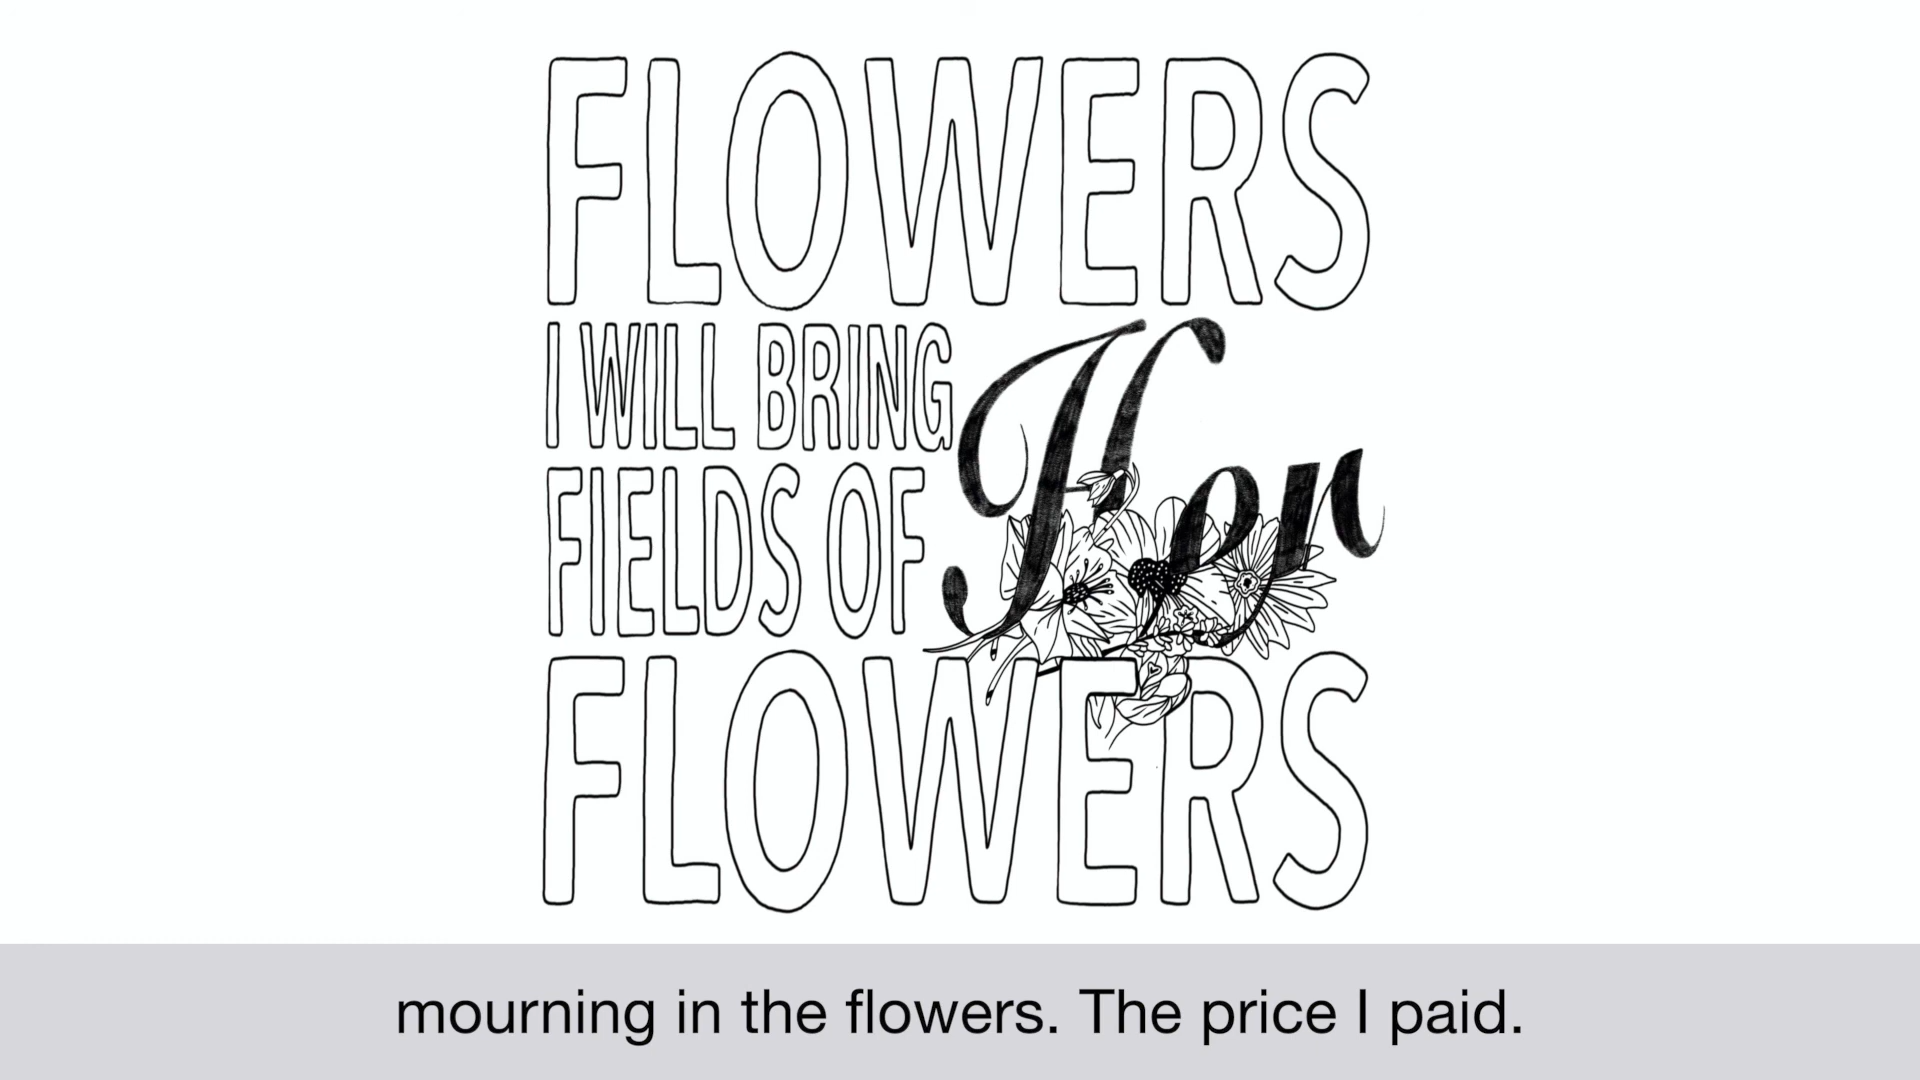 FLOWERS
I WILL BRING Her
FIELDS OF
FLOWERS
mourning in the flowers. The price I paid.